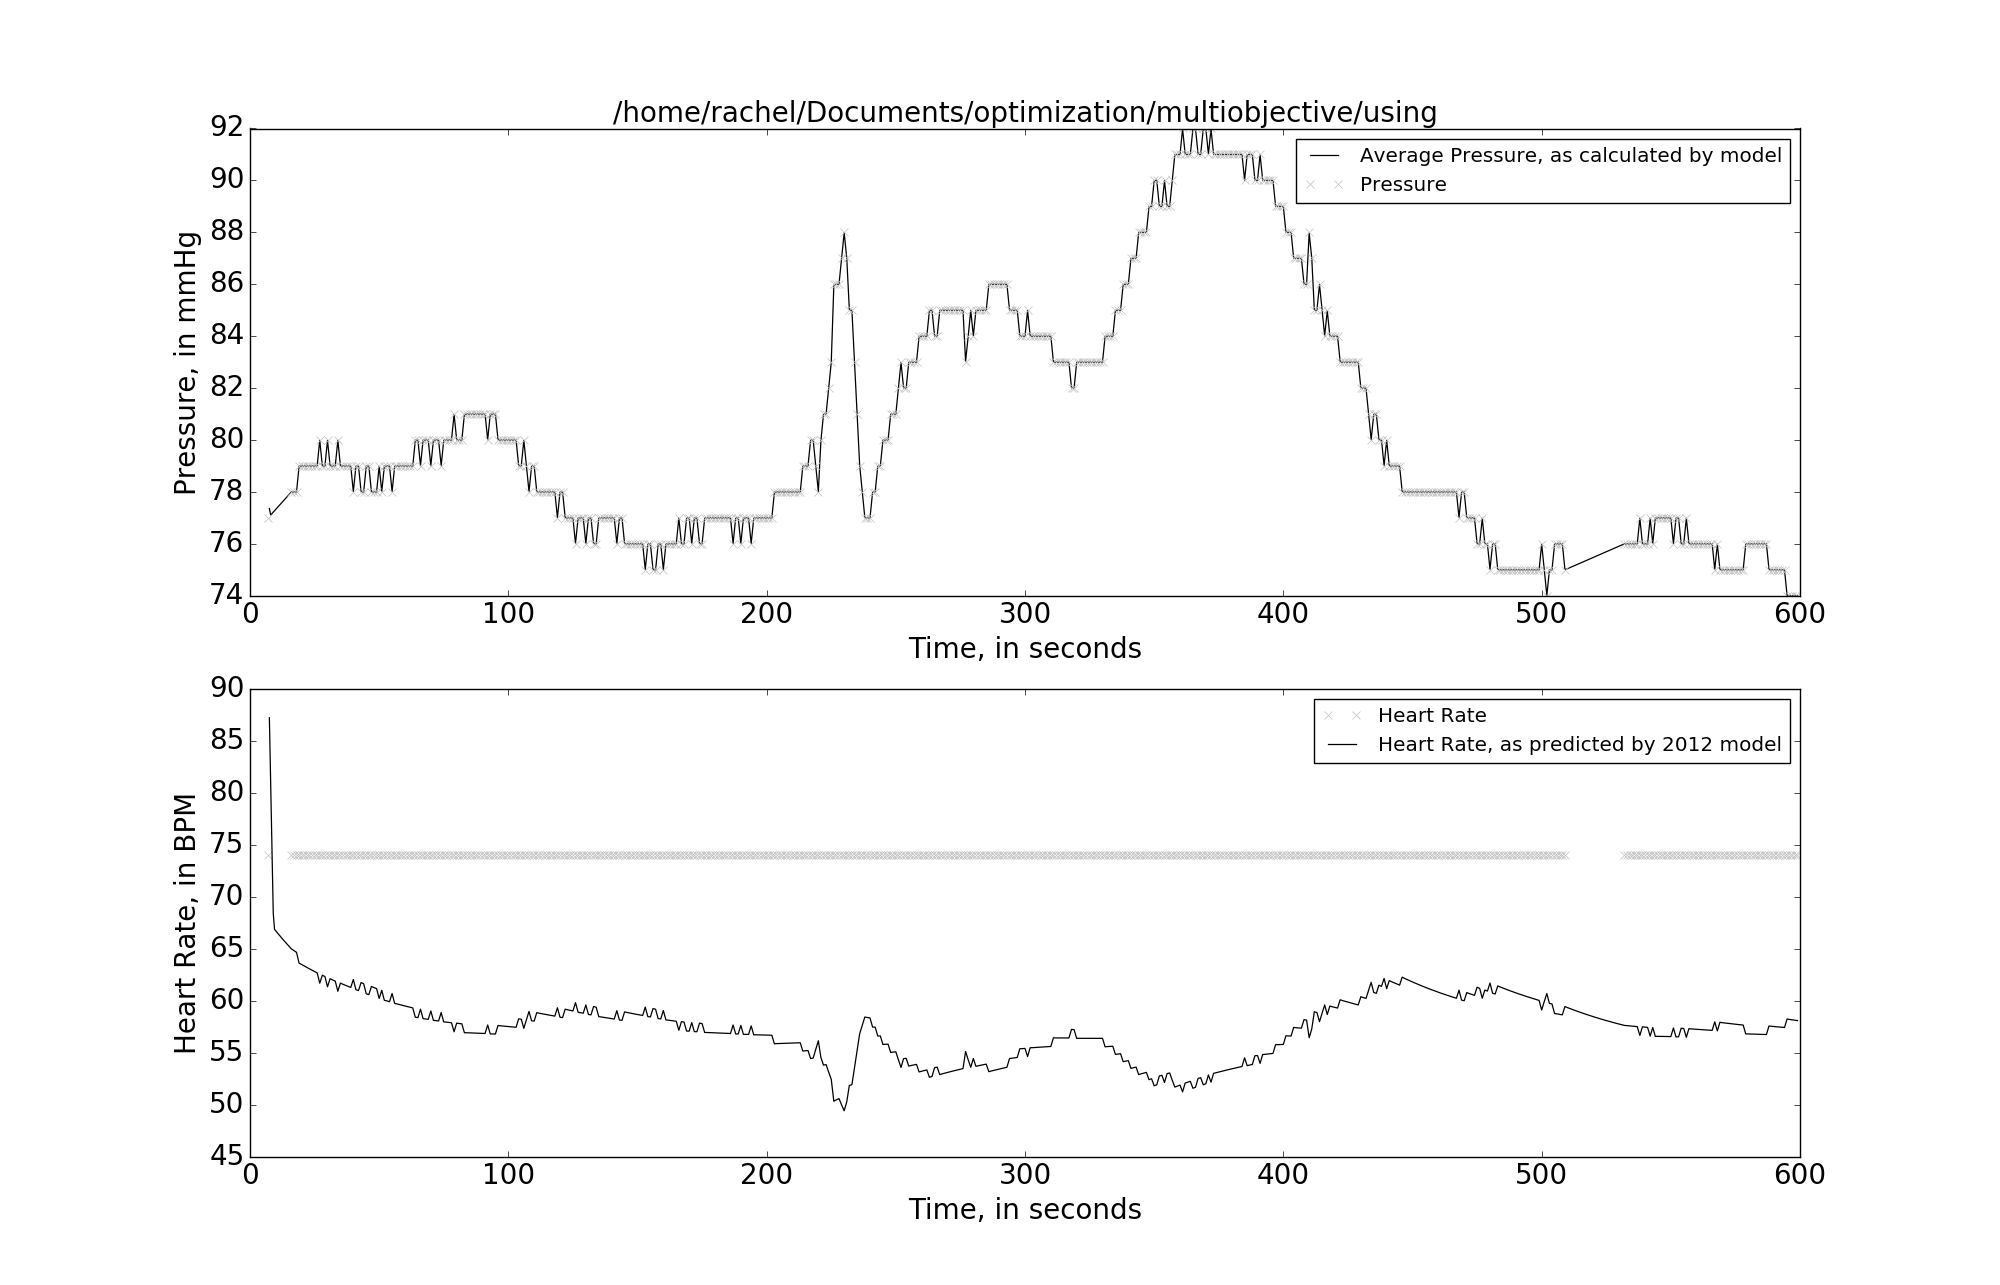 /home/rachel/Documents/optimization/multiobjective/using
92
90
88
86
84
82
80
78
76
74
Pressure, in mmHg
Average Pressure, as calculated by model
Pressure
0 100 200 300 400 500 600
Time, in seconds
90
85
80
75
70
65
60
55
50
45
Heart Rate, in BPM
Heart Rate
Heart Rate, as predicted by 2012 model
0 100 200 300 400 500 600
Time, in seconds